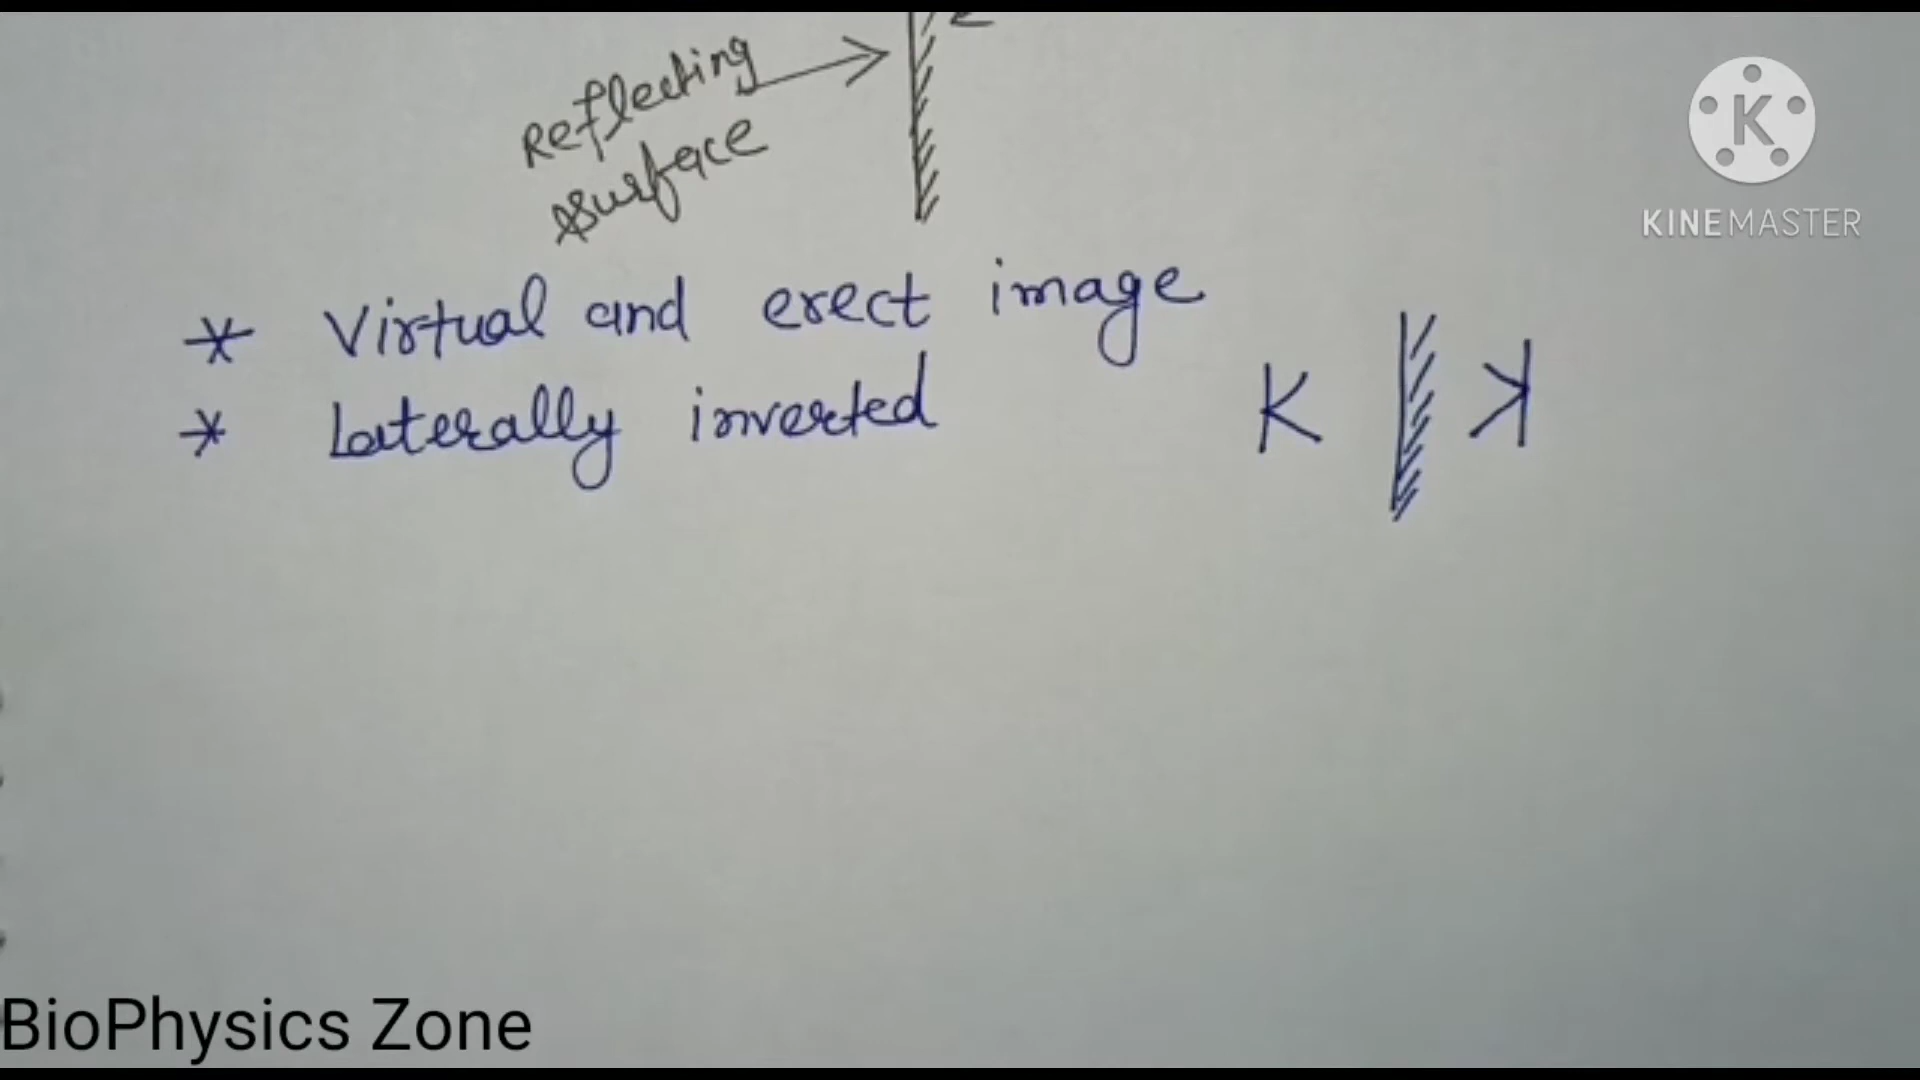 Reflecting
surface
K
KINEMASTER
* Virtual and erect image
* Laterally inverted
K K
BioPhysics Zone